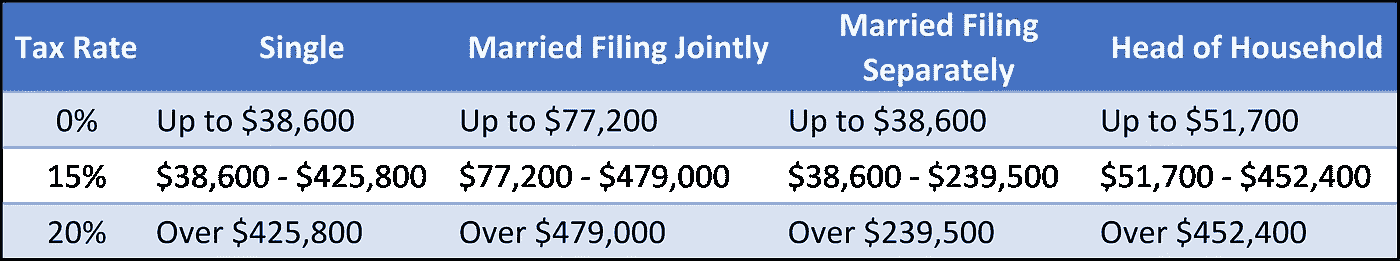 Tax Rate Single Married Filing Jointly Married Filing Separately Head of Household
0% Up to $38,600 Up to $77,200 Up to $38,600 Up to $51,700
15% $38,600 - $425,800 $77,200 - $479,000 $38,600 - $239,500 $51,700 - $452,400
20% Over $425,800 Over $479,000 Over $239,500 Over $452,400